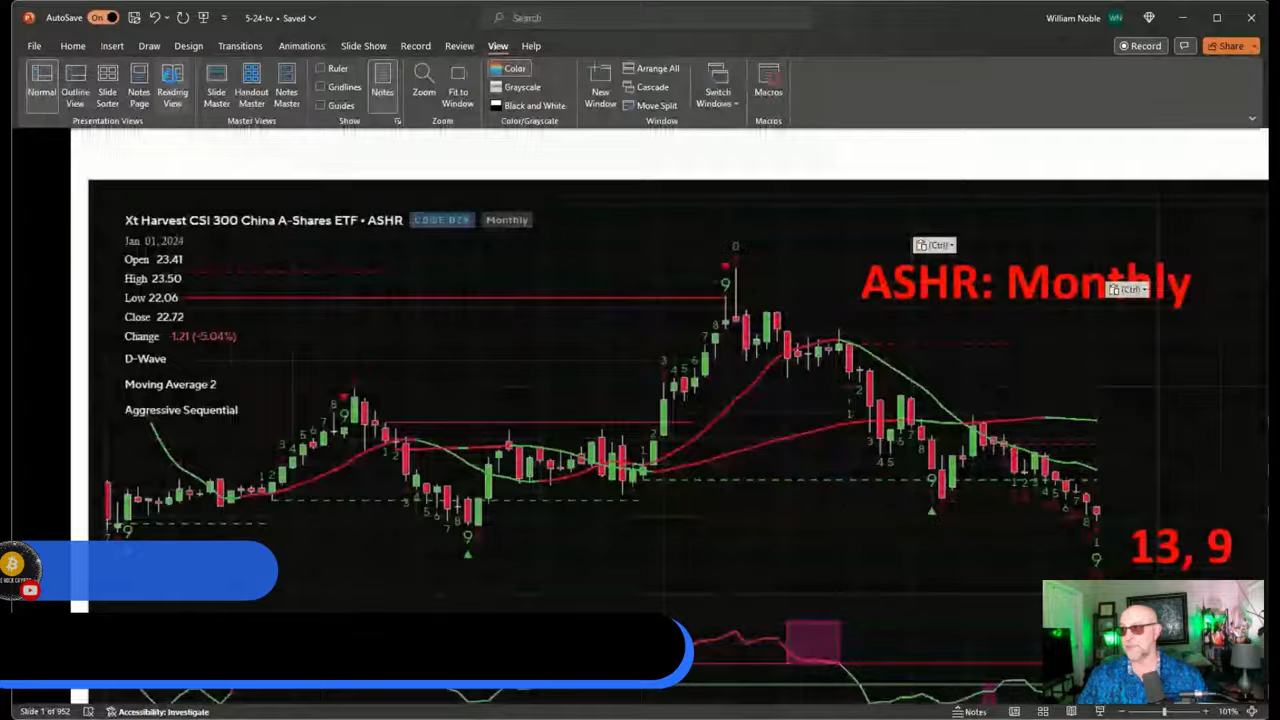 AutoSave On 5-24-tv • Saved Search William Noble WN
File Home Insert Draw Design Transitions Animations Slide Show Record Review View Help Record Share
Normal Outline View Slide Sorter Notes Page Reading View
Presentation Views
Slide Master Handout Master Notes Master
Master Views
Ruler
Gridlines
Guides
Show
Notes
Zoom Fit to Window
Zoom
Color
Grayscale
Black and White
Color/Grayscale
New Window
Arrange All
Cascade
Move Split
Switch Windows
Window
Macros
Macros
Xt Harvest CSI 300 China A-Shares ETF • ASHR Monthly
Jan. 01, 2024
Open 23.41
High 23.50
Low 22.06
Close 22.72
Change -1.21 (-5.04%)
D-Wave
Moving Average 2
Aggressive Sequential
(Ctrl)
ASHR: Monthly
(Ctrl)
13, 9
Slide 1 of 952 Accessibility: Investigate Notes 101%